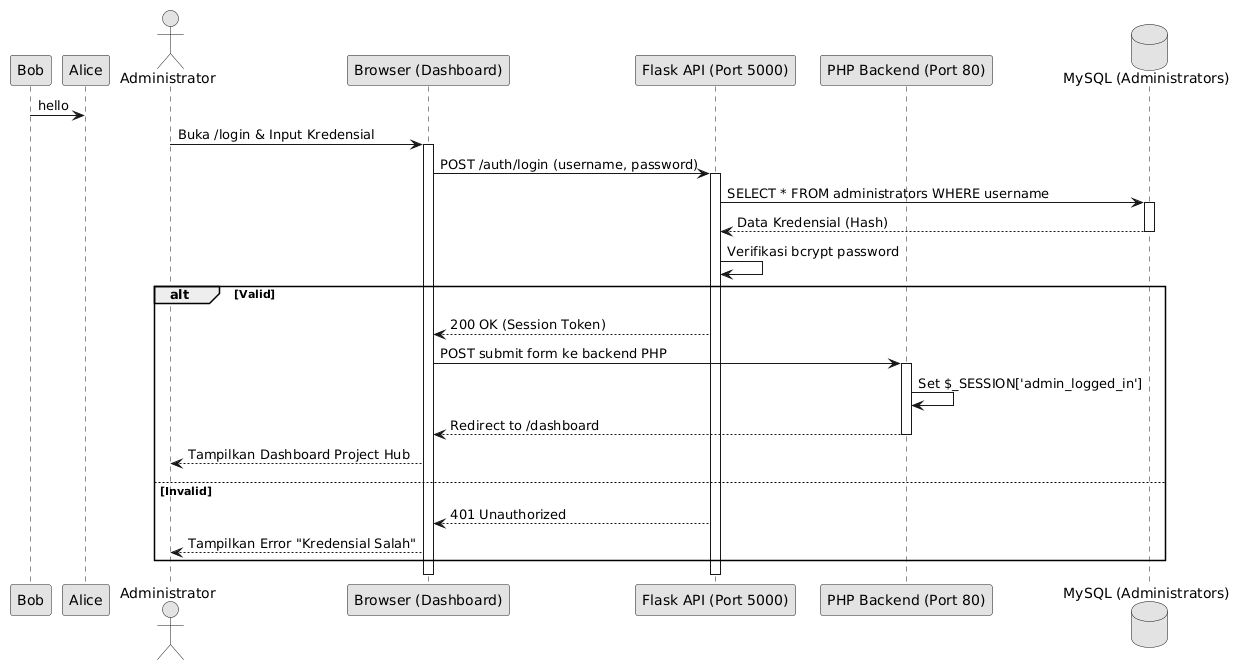 Administrator
Bob
Alice
Browser (Dashboard)
Flask API (Port 5000)
PHP Backend (Port 80)
MySQL (Administrators)
hello
Buka /login & Input Kredensial
POST /auth/login (username, password)
SELECT * FROM administrators WHERE username
Data Kredensial (Hash)
Verifikasi bcrypt password
alt
[Valid]
200 OK (Session Token)
POST submit form ke backend PHP
Set $_SESSION['admin_logged_in']
Redirect to /dashboard
Tampilkan Dashboard Project Hub
[Invalid]
401 Unauthorized
Tampilkan Error "Kredensial Salah"
Bob
Alice
Administrator
Browser (Dashboard)
Flask API (Port 5000)
PHP Backend (Port 80)
MySQL (Administrators)